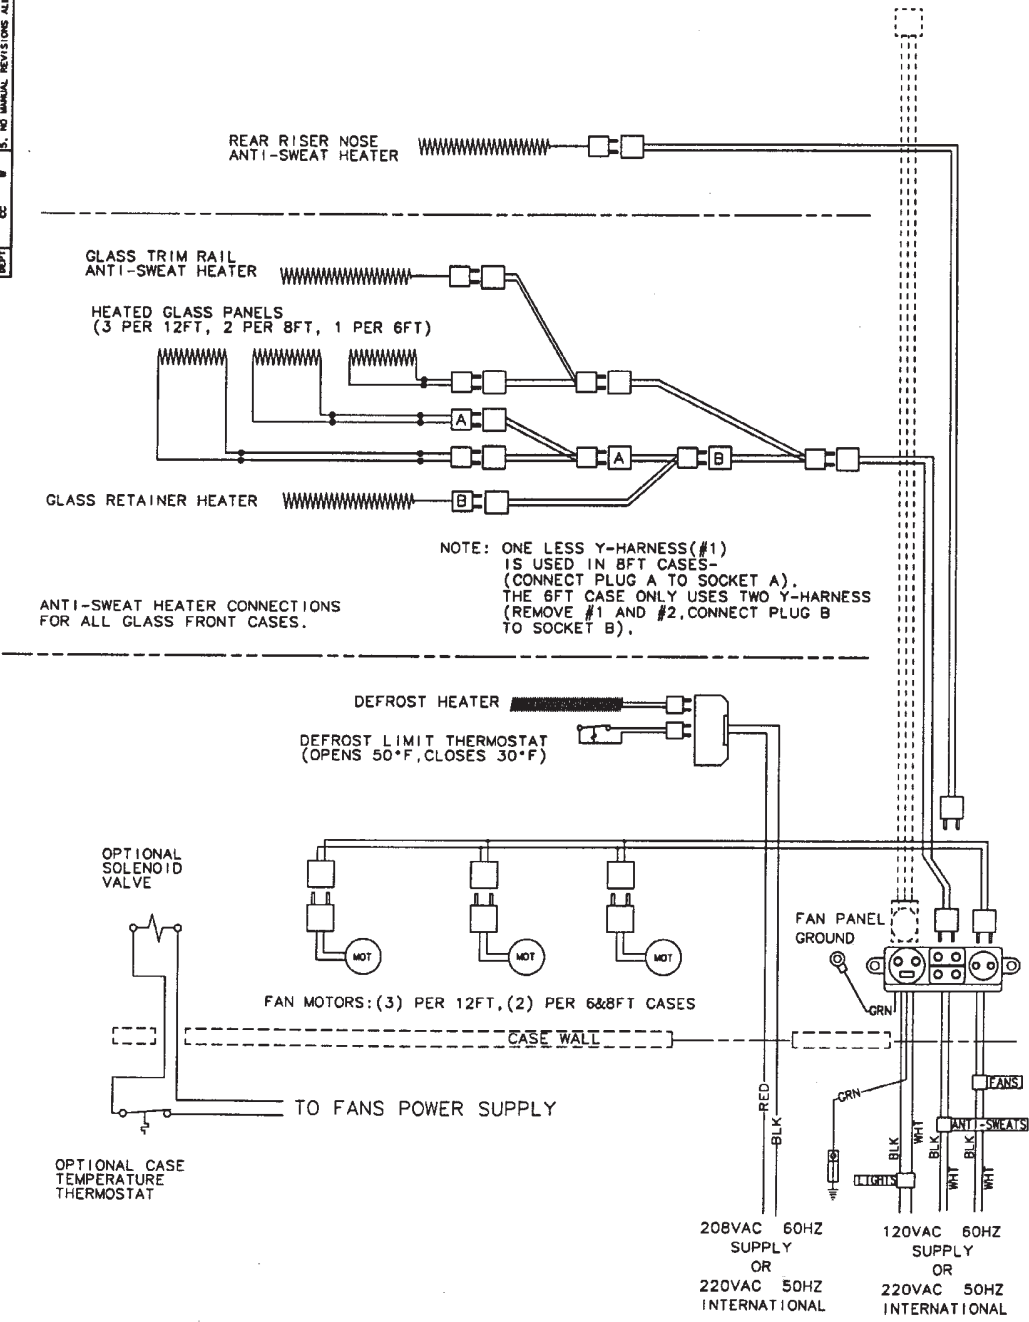 5. NO MANUAL REVISIONS
DEPT CC W
REAR RISER NOSE
ANTI-SWEAT HEATER
GLASS TRIM RAIL
ANTI-SWEAT HEATER
HEATED GLASS PANELS
(3 PER 12FT, 2 PER 8FT, 1 PER 6FT)
A
A
B
GLASS RETAINER HEATER
B
NOTE: ONE LESS Y-HARNESS(#1)
IS USED IN 8FT CASES-
(CONNECT PLUG A TO SOCKET A).
THE 6FT CASE ONLY USES TWO Y-HARNESS
(REMOVE #1 AND #2,CONNECT PLUG B
TO SOCKET B).
ANTI-SWEAT HEATER CONNECTIONS
FOR ALL GLASS FRONT CASES.
DEFROST HEATER
DEFROST LIMIT THERMOSTAT
(OPENS 50°F,CLOSES 30°F)
OPTIONAL
SOLENOID
VALVE
MOT
MOT
MOT
FAN PANEL
GROUND
FAN MOTORS:(3) PER 12FT,(2) PER 6&8FT CASES
GRN
CASE WALL
RED
BLK
GRN
FANS
ANTI-SWEATS
BLK
WHT
BLK
WHT
BLK
WHT
LIGHTS
TO FANS POWER SUPPLY
OPTIONAL CASE
TEMPERATURE
THERMOSTAT
208VAC 60HZ
SUPPLY
OR
220VAC 50HZ
INTERNATIONAL
120VAC 60HZ
SUPPLY
OR
220VAC 50HZ
INTERNATIONAL